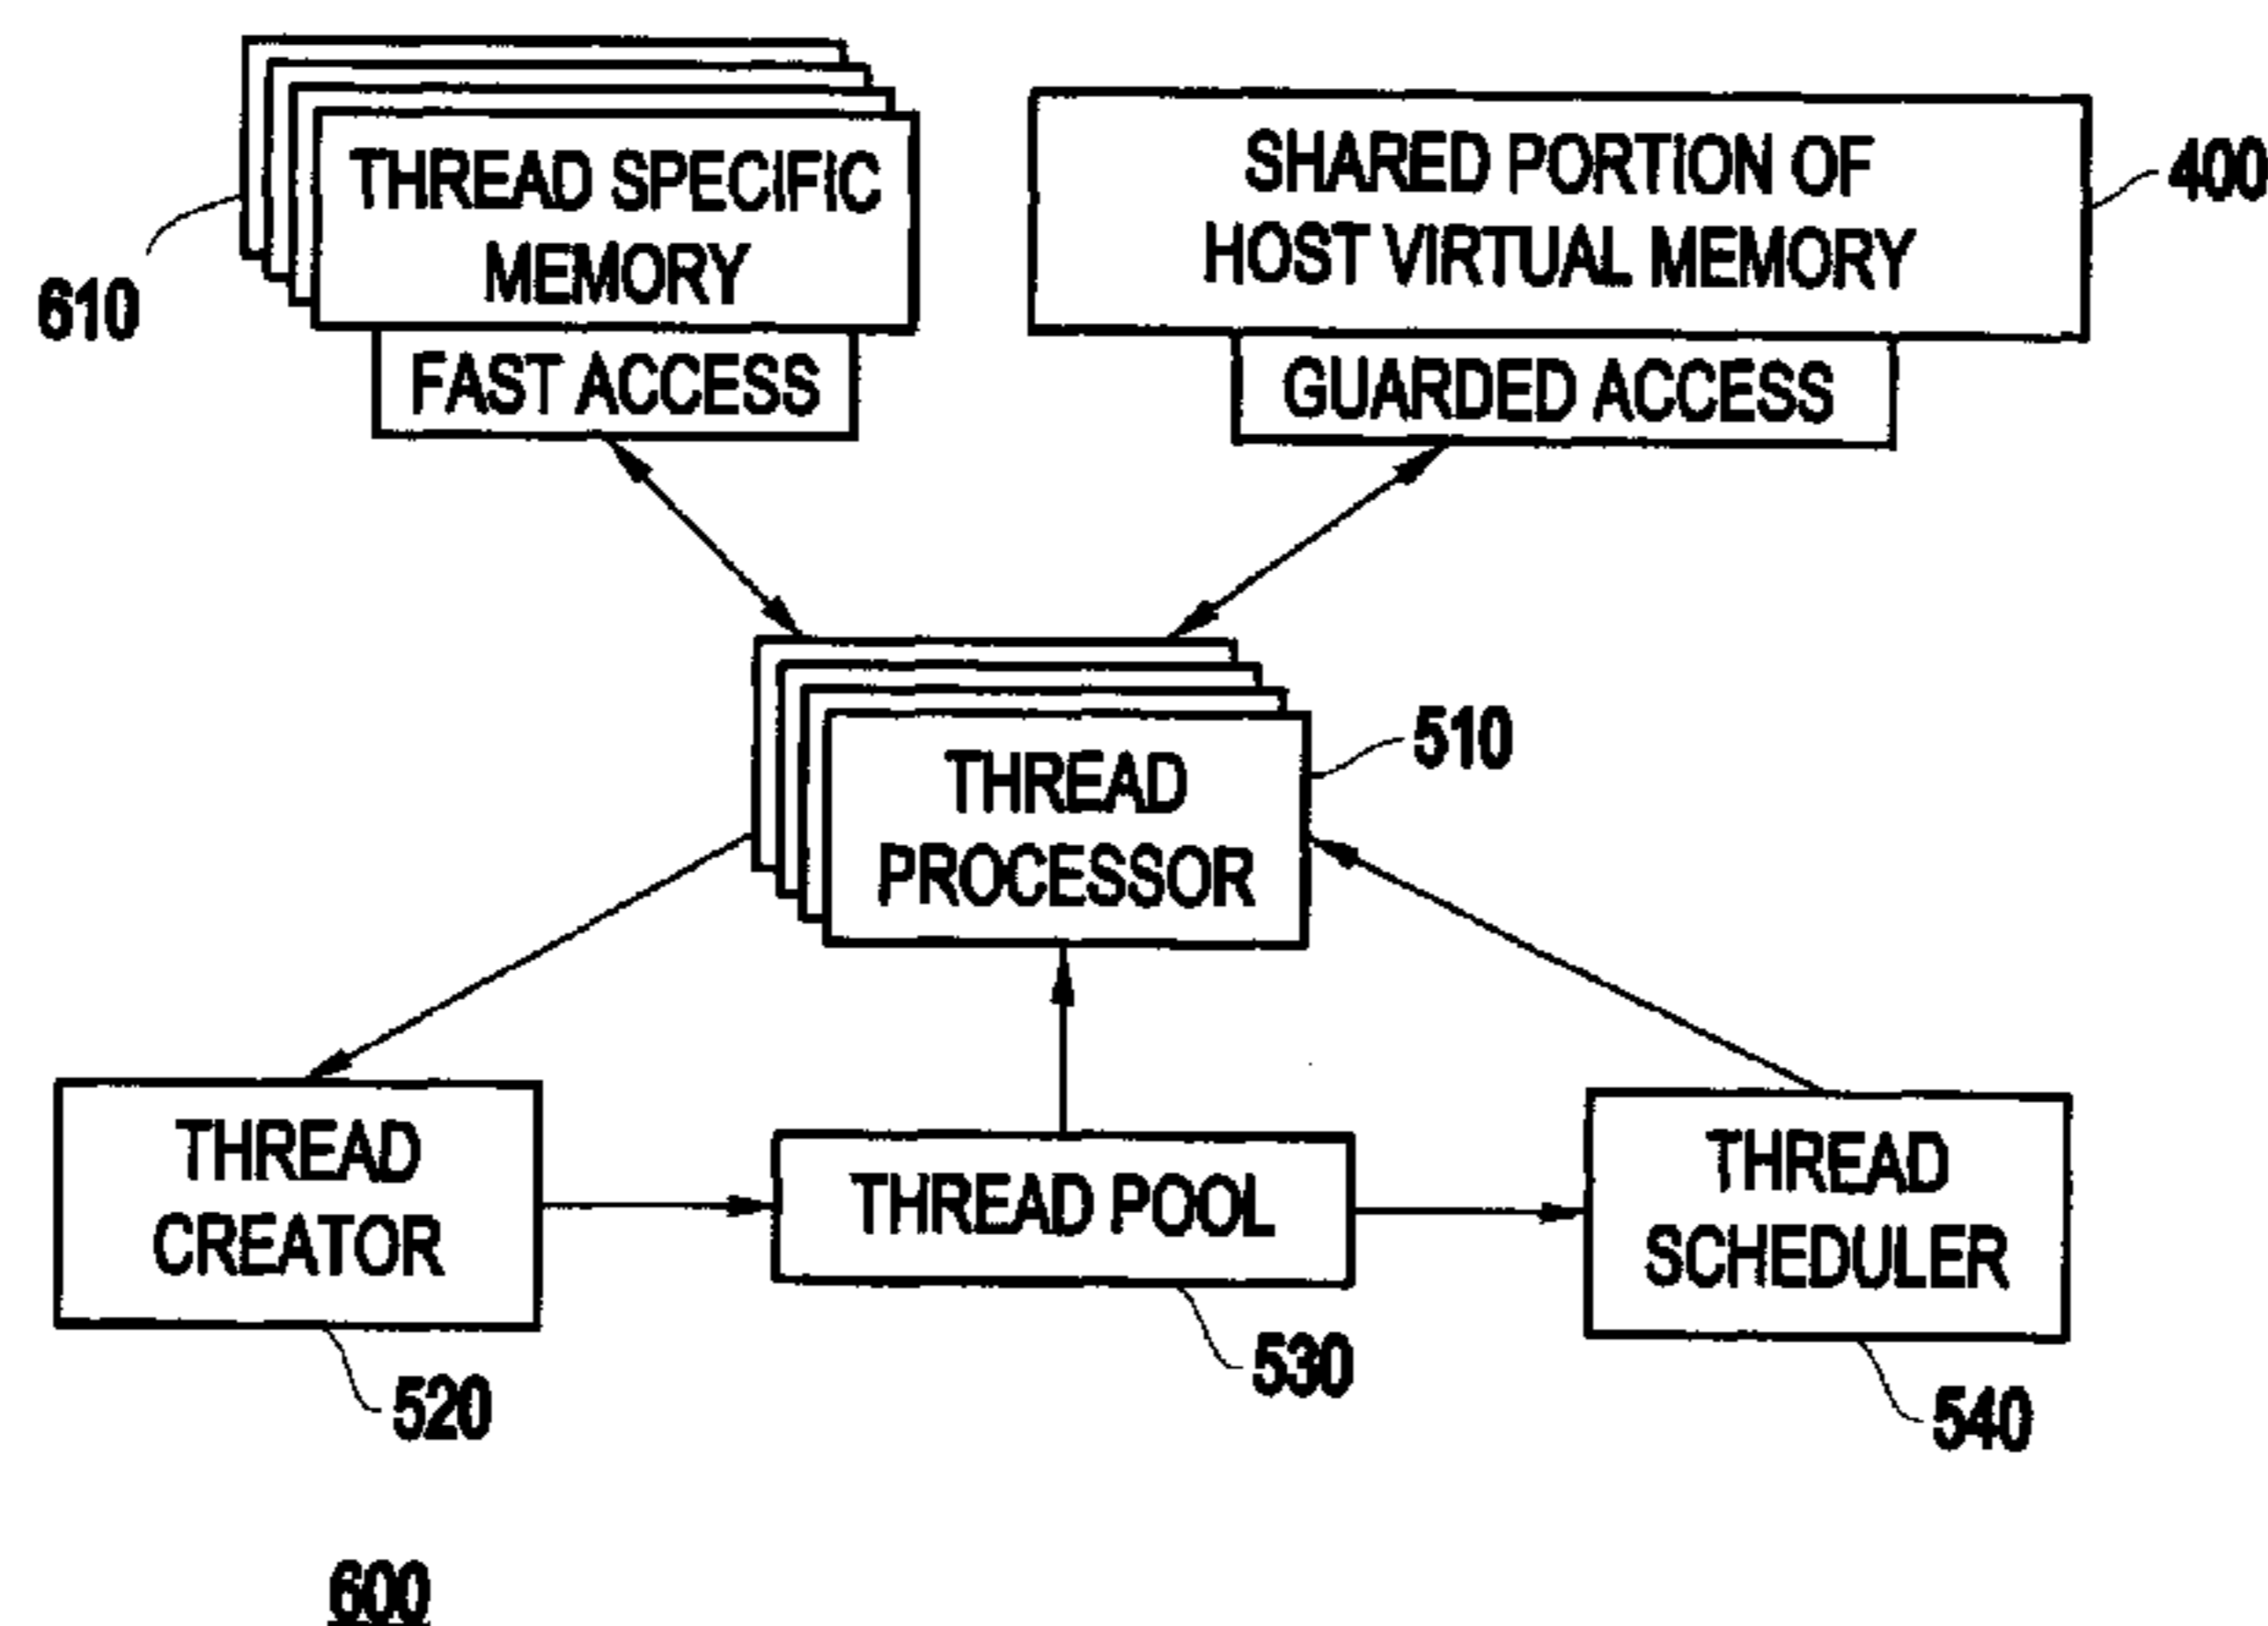 THREAD SPECIFIC
MEMORY
FAST ACCESS
610
SHARED PORTION OF
HOST VIRTUAL MEMORY
GUARDED ACCESS
400
THREAD
PROCESSOR
510
THREAD
CREATOR
520
THREAD POOL
530
THREAD
SCHEDULER
540
600